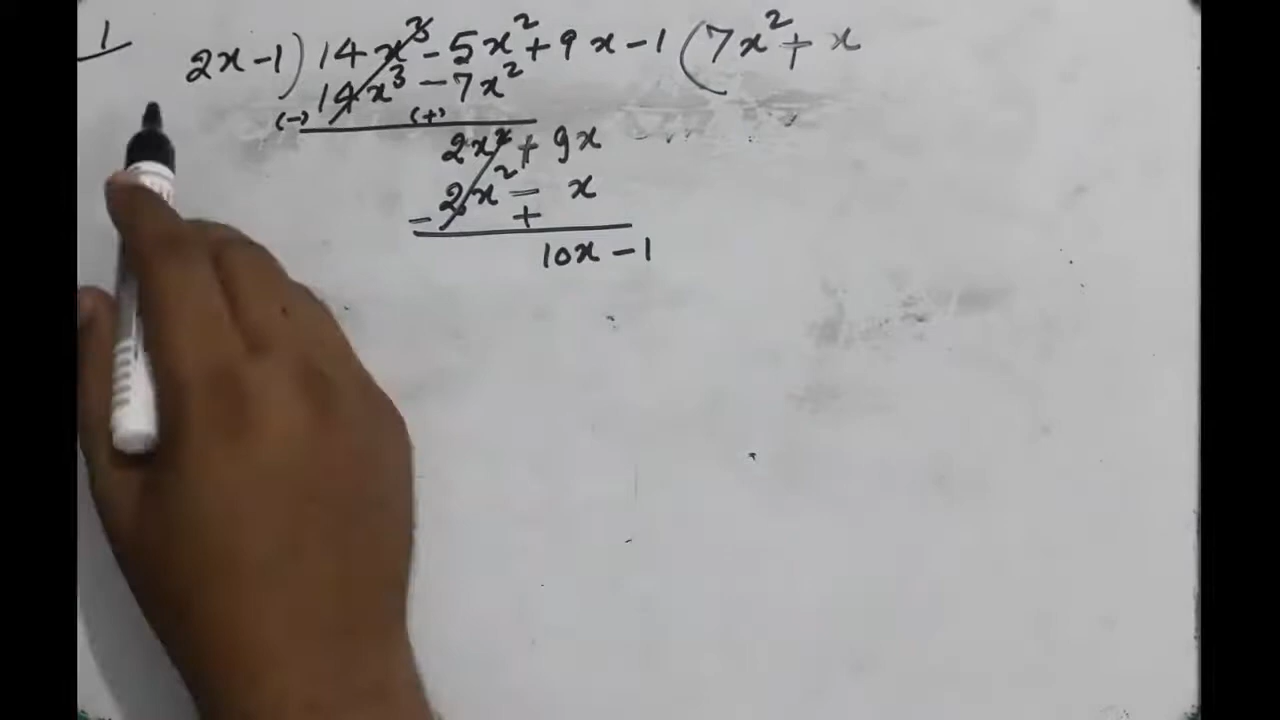 1
2x-1) 14x³ - 5x² + 9x - 1 (7x² + x
14x³ - 7x²
(-) (+)
2x² + 9x
2x² - x
- +
10x - 1